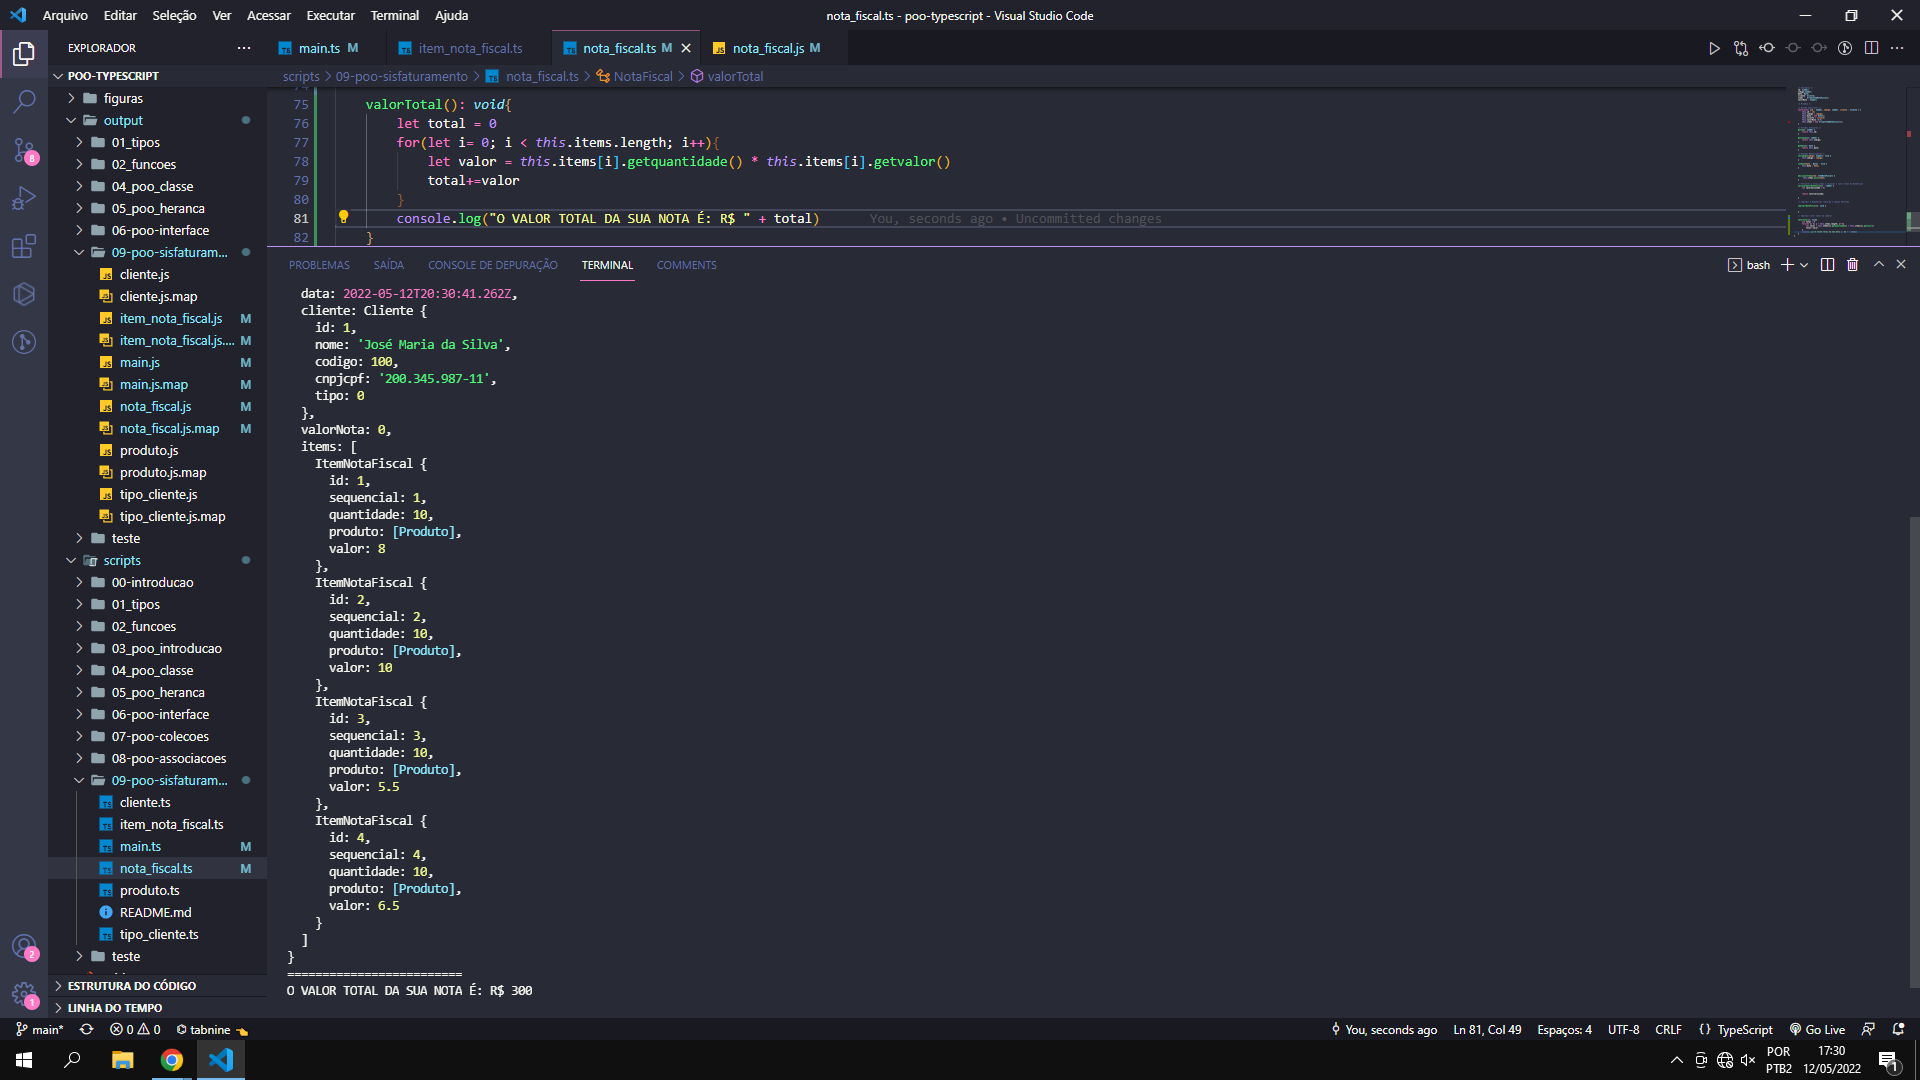 Arquivo Editar Seleção Ver Acessar Executar Terminal Ajuda
nota_fiscal.ts - poo-typescript - Visual Studio Code
EXPLORADOR
main.ts M
item_nota_fiscal.ts
nota_fiscal.ts M
nota_fiscal.js M
POO-TYPESCRIPT
scripts > 09-poo-sisfaturamento > nota_fiscal.ts > NotaFiscal > valorTotal
figuras
output
01_tipos
02_funcoes
04_poo_classe
05_poo_heranca
06-poo-interface
09-poo-sisfaturam...
cliente.js
cliente.js.map
item_nota_fiscal.js M
item_nota_fiscal.js.... M
main.js M
main.js.map M
nota_fiscal.js M
nota_fiscal.js.map M
produto.js
produto.js.map
tipo_cliente.js
tipo_cliente.js.map
teste
scripts
00-introducao
01_tipos
02_funcoes
03_poo_introducao
04_poo_classe
05_poo_heranca
06-poo-interface
07-poo-colecoes
08-poo-associacoes
09-poo-sisfaturam...
cliente.ts
item_nota_fiscal.ts
main.ts M
nota_fiscal.ts M
produto.ts
README.md
tipo_cliente.ts
teste
ESTRUTURA DO CÓDIGO
LINHA DO TEMPO
75 valorTotal(): void{
76 let total = 0
77 for(let i= 0; i < this.items.length; i++){
78 let valor = this.items[i].getquantidade() * this.items[i].getvalor()
79 total+=valor
80 }
81 console.log("O VALOR TOTAL DA SUA NOTA É: R$ " + total) You, seconds ago • Uncommitted changes
82 }
PROBLEMAS SAÍDA CONSOLE DE DEPURAÇÃO TERMINAL COMMENTS
bash
data: 2022-05-12T20:30:41.262Z,
cliente: Cliente {
id: 1,
nome: 'José Maria da Silva',
codigo: 100,
cnpjcpf: '200.345.987-11',
tipo: 0
},
valorNota: 0,
items: [
ItemNotaFiscal {
id: 1,
sequencial: 1,
quantidade: 10,
produto: [Produto],
valor: 8
},
ItemNotaFiscal {
id: 2,
sequencial: 2,
quantidade: 10,
produto: [Produto],
valor: 10
},
ItemNotaFiscal {
id: 3,
sequencial: 3,
quantidade: 10,
produto: [Produto],
valor: 5.5
},
ItemNotaFiscal {
id: 4,
sequencial: 4,
quantidade: 10,
produto: [Produto],
valor: 6.5
}
]
}
=========================
O VALOR TOTAL DA SUA NOTA É: R$ 300
8
2
1
main* 0 0 tabnine
You, seconds ago Ln 81, Col 49 Espaços: 4 UTF-8 CRLF {} TypeScript Go Live
POR
PTB2
17:30
12/05/2022
1